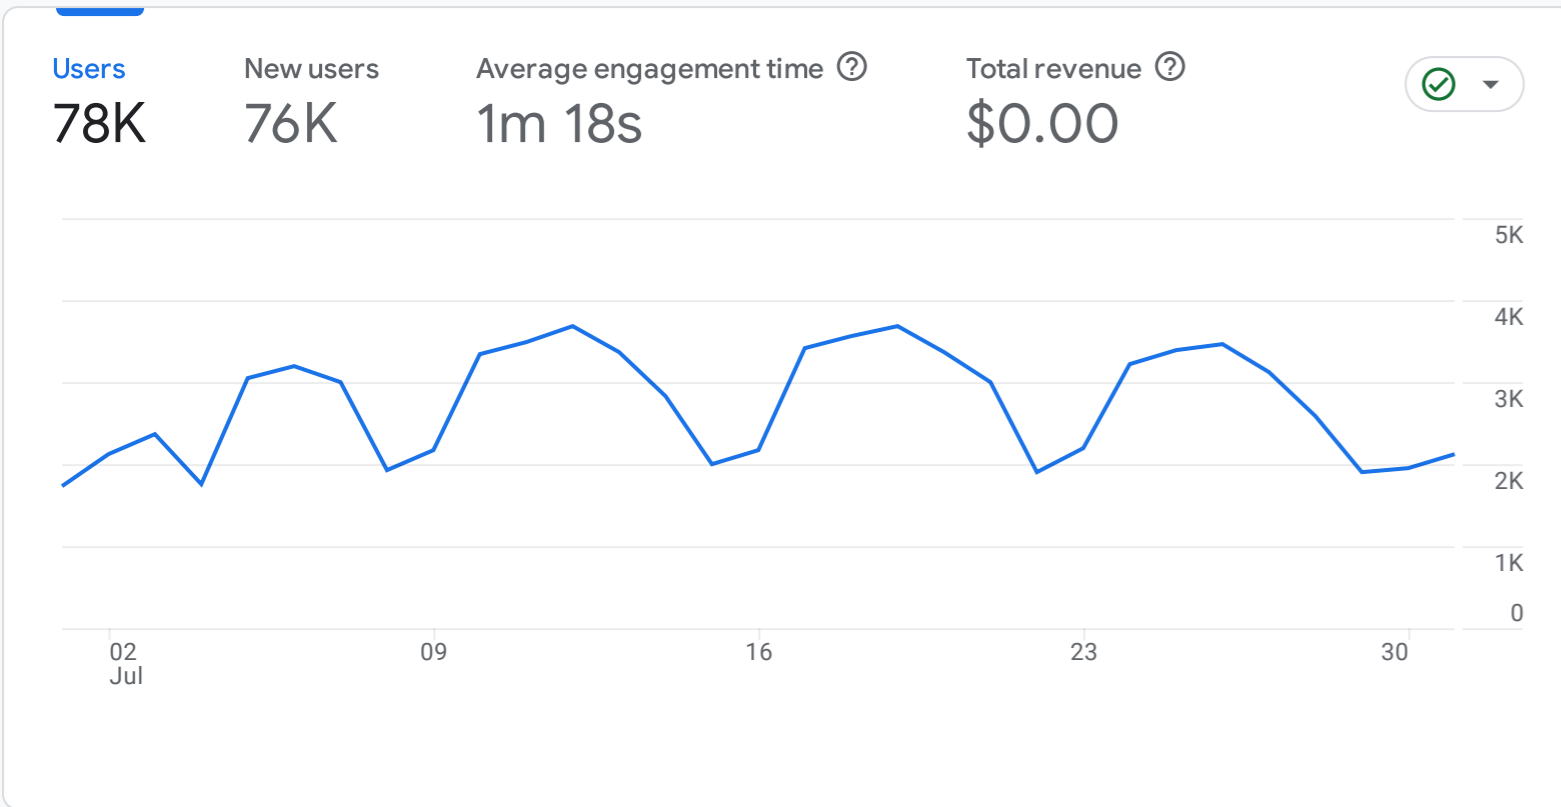 Users
78K
New users
76K
Average engagement time
1m 18s
Total revenue
$0.00
5K
4K
3K
2K
1K
0
02
Jul
09
16
23
30